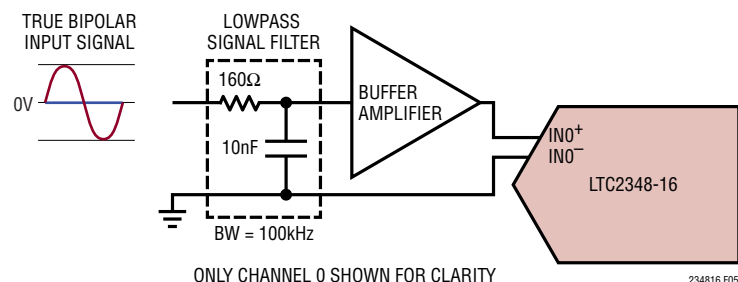 TRUE BIPOLAR
INPUT SIGNAL
LOWPASS
SIGNAL FILTER
160Ω
0V
BUFFER
AMPLIFIER
10nF
IN0+
IN0–
LTC2348-16
BW = 100kHz
ONLY CHANNEL 0 SHOWN FOR CLARITY
234816 F05